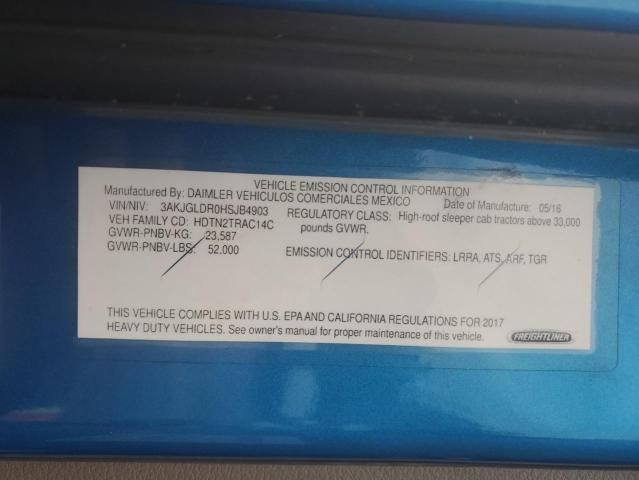 VEHICLE EMISSION CONTROL INFORMATION
Manufactured By: DAIMLER VEHICULOS COMERCIALES MEXICO Date of Manufacture: 05/16
VIN/NIV: 3AKJGLDR0HSJB4903 REGULATORY CLASS: High-roof sleeper cab tractors above 33,000
VEH FAMILY CD: HDTN2TRAC14C pounds GVWR.
GVWR-PNBV-KG: 23,587
GVWR-PNBV-LBS: 52,000 EMISSION CONTROL IDENTIFIERS: LRRA, ATS, ARF, TGR
THIS VEHICLE COMPLIES WITH U.S. EPA AND CALIFORNIA REGULATIONS FOR 2017
HEAVY DUTY VEHICLES. See owner's manual for proper maintenance of this vehicle.
FREIGHTLINER